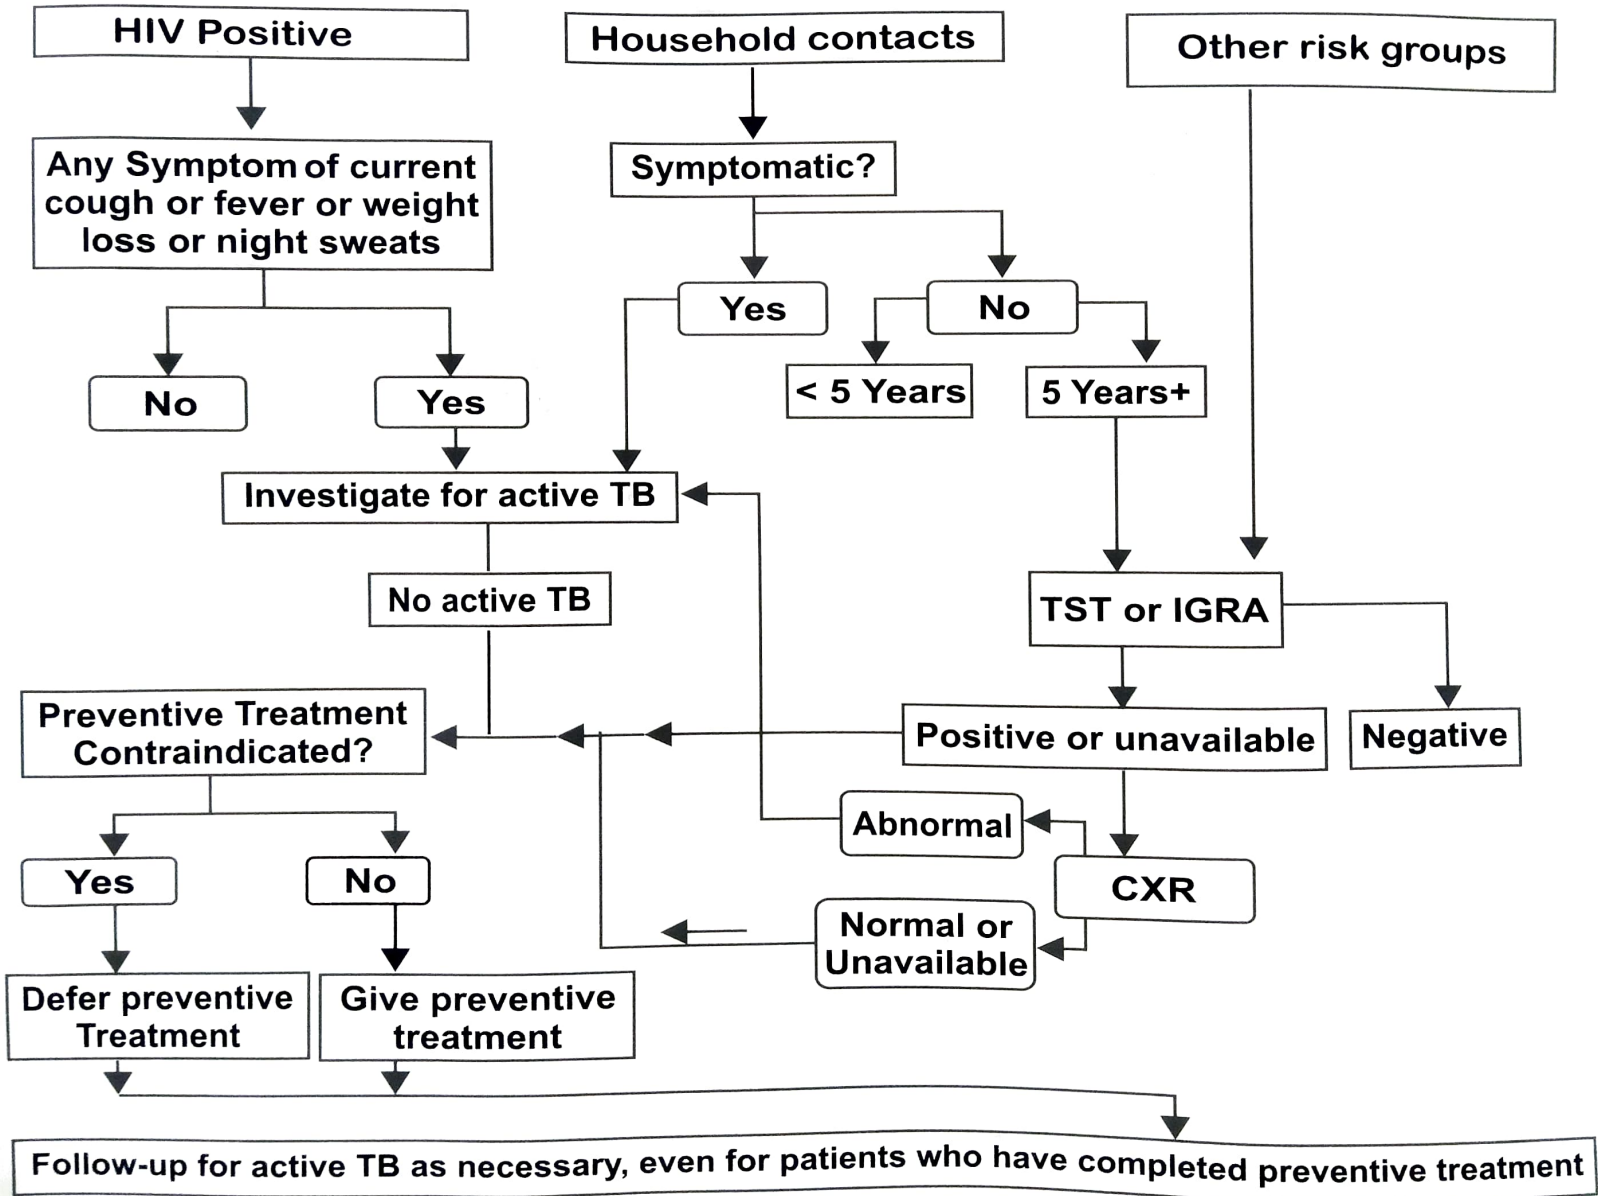 HIV Positive
Household contacts
Other risk groups
Any Symptom of current
cough or fever or weight
loss or night sweats
Symptomatic?
Yes
No
< 5 Years
5 Years+
No
Yes
Investigate for active TB
No active TB
TST or IGRA
Preventive Treatment
Contraindicated?
Positive or unavailable
Negative
Abnormal
CXR
Yes
No
Normal or
Unavailable
Defer preventive
Treatment
Give preventive
treatment
Follow-up for active TB as necessary, even for patients who have completed preventive treatment